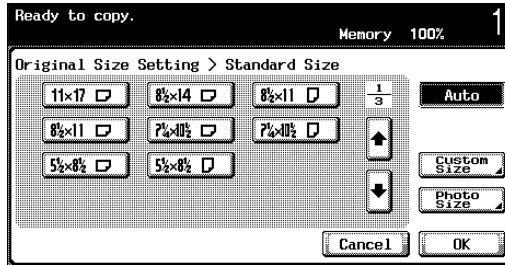 Ready to copy.
Memory 100% 1
Original Size Setting > Standard Size
11×17 8½×14 8½×11 1/3 Auto
8½×11 7¼×10½ 7¼×10½
5½×8½ 5½×8½ Custom Size
Photo Size
Cancel OK